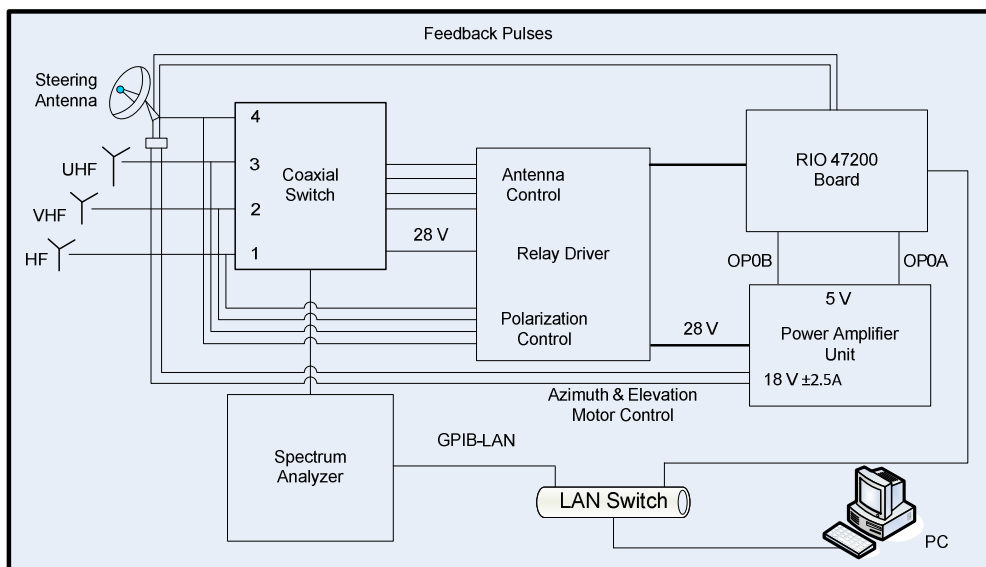 Feedback Pulses
Steering
Antenna
4
3
2
1
UHF
VHF
HF
Coaxial
Switch
28 V
Antenna
Control
Relay Driver
Polarization
Control
RIO 47200
Board
OP0B
OP0A
5 V
Power Amplifier
Unit
18 V ±2.5A
28 V
Azimuth & Elevation
Motor Control
Spectrum
Analyzer
GPIB-LAN
LAN Switch
PC